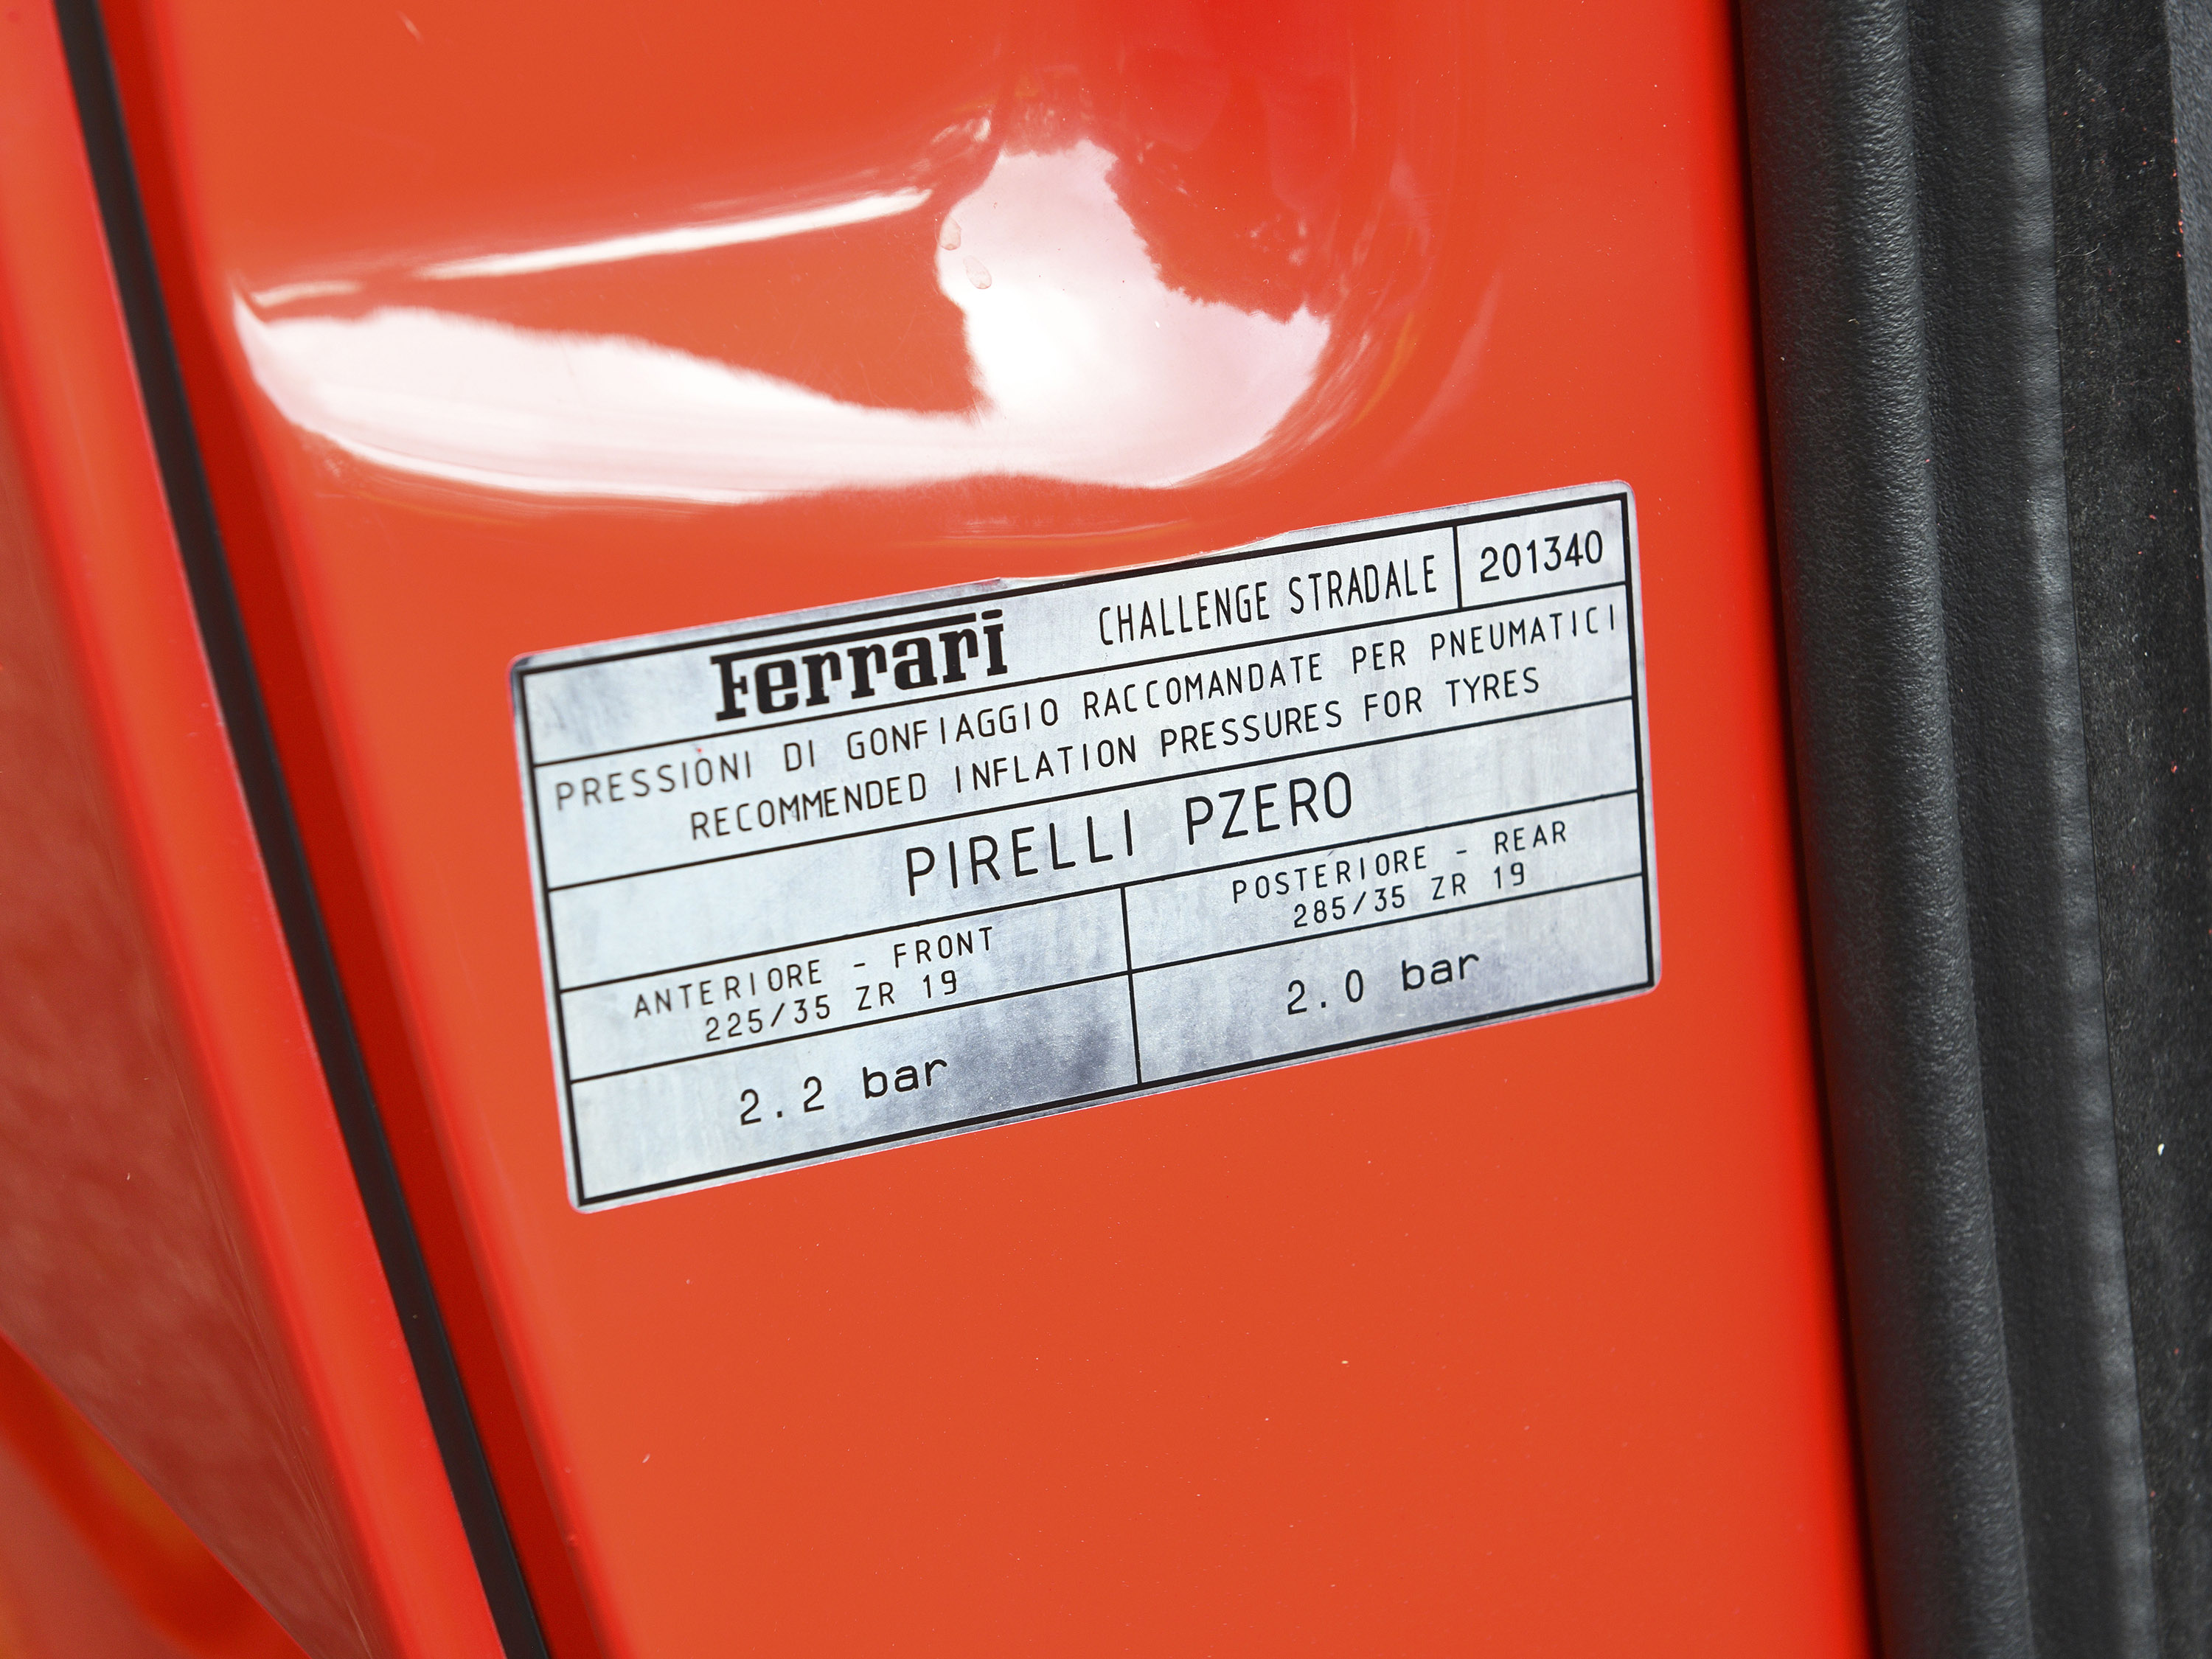 Ferrari CHALLENGE STRADALE 201340
PRESSIONI DI GONFIAGGIO RACCOMANDATE PER PNEUMATICI
RECOMMENDED INFLATION PRESSURES FOR TYRES
PIRELLI PZERO
ANTERIORE - FRONT
225/35 ZR 19
POSTERIORE - REAR
285/35 ZR 19
2.2 bar
2.0 bar